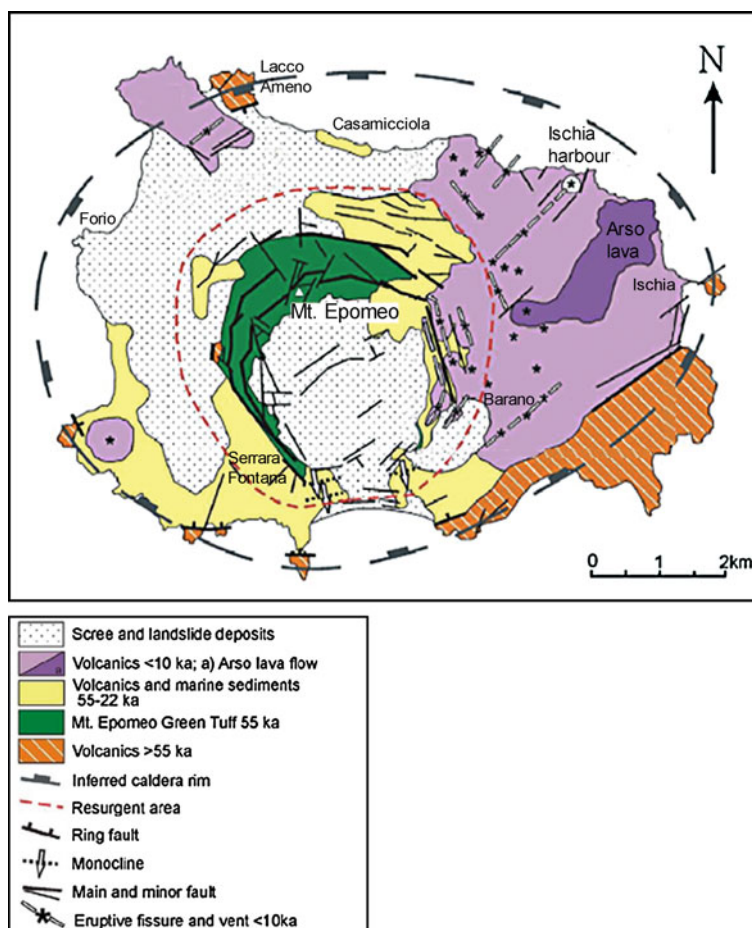 Lacco
Ameno
N
Casamicciola
Ischia
harbour
Forio
Arso
lava
Ischia
Mt. Epomeo
Barano
Serrara
Fontana
0 1 2km
Scree and landslide deposits
a
Volcanics <10 ka; a) Arso lava flow
Volcanics and marine sediments
55-22 ka
Mt. Epomeo Green Tuff 55 ka
Volcanics >55 ka
Inferred caldera rim
Resurgent area
Ring fault
Monocline
Main and minor fault
Eruptive fissure and vent <10ka